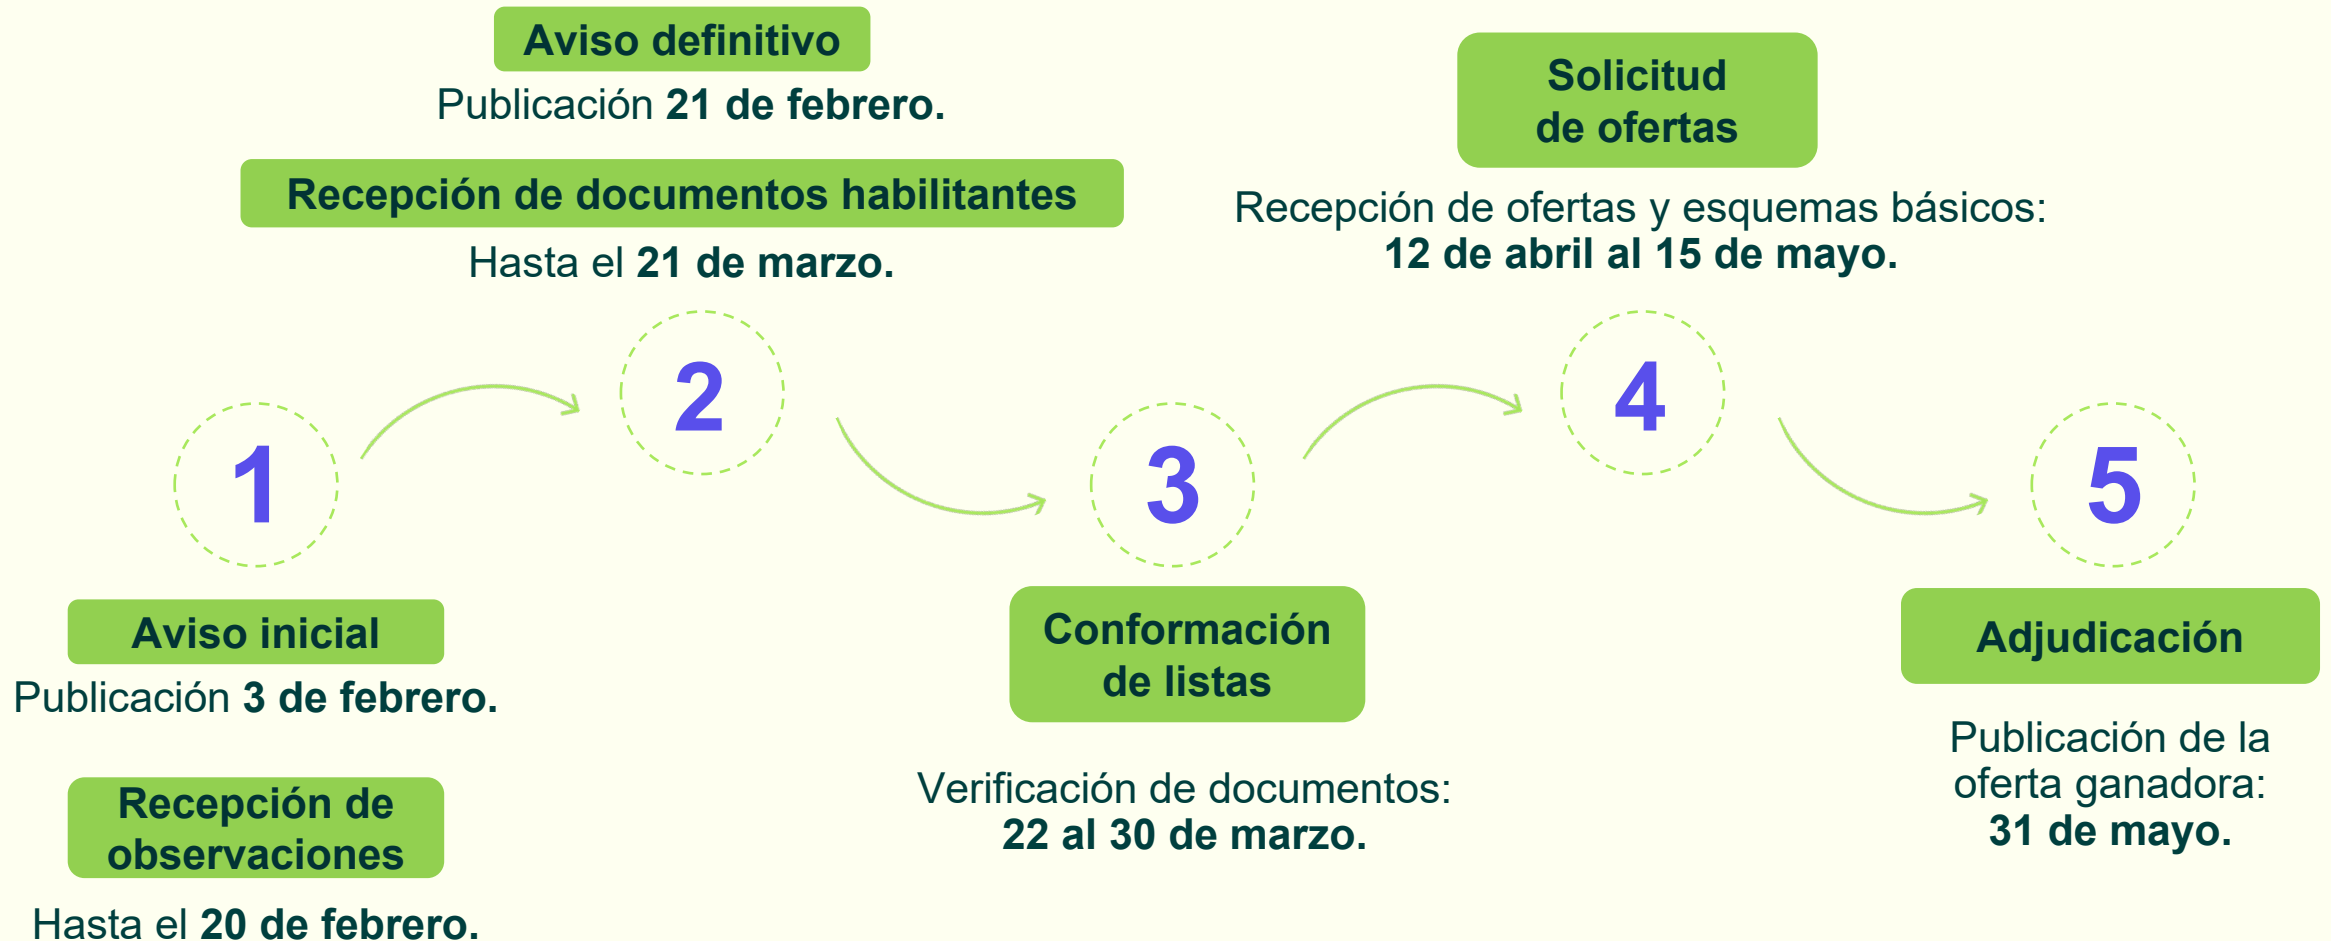 1
Aviso inicial
Publicación 3 de febrero.
Recepción de
observaciones
Hasta el 20 de febrero.
Aviso definitivo
Publicación 21 de febrero.
Recepción de documentos habilitantes
Hasta el 21 de marzo.
2
3
Conformación
de listas
Verificación de documentos:
22 al 30 de marzo.
Solicitud
de ofertas
Recepción de ofertas y esquemas básicos:
12 de abril al 15 de mayo.
4
5
Adjudicación
Publicación de la
oferta ganadora:
31 de mayo.